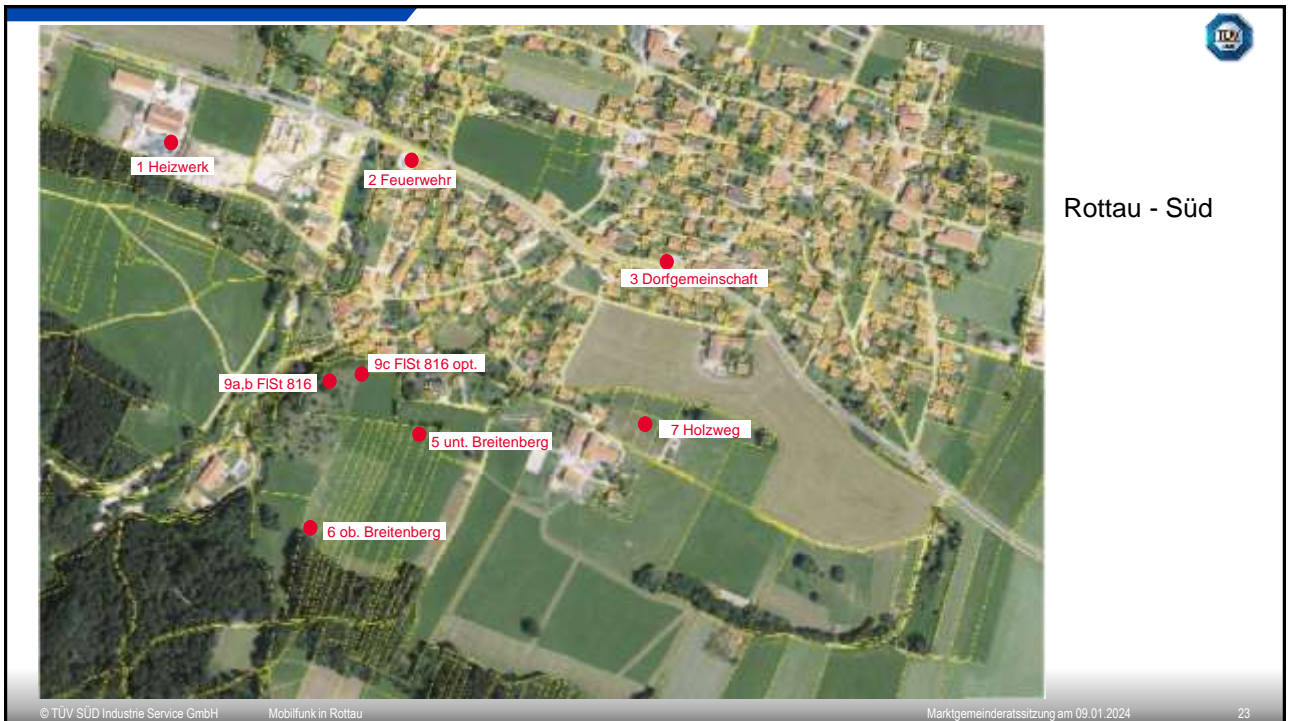 TÜV
1 Heizwerk
2 Feuerwehr
Rottau - Süd
3 Dorfgemeinschaft
9c FlSt 816 opt.
9a,b FlSt 816
7 Holzweg
5 unt. Breitenberg
6 ob. Breitenberg
© TÜV SÜD Industrie Service GmbH Mobilfunk in Rottau Marktgemeinderatssitzung am 09.01.2024 23